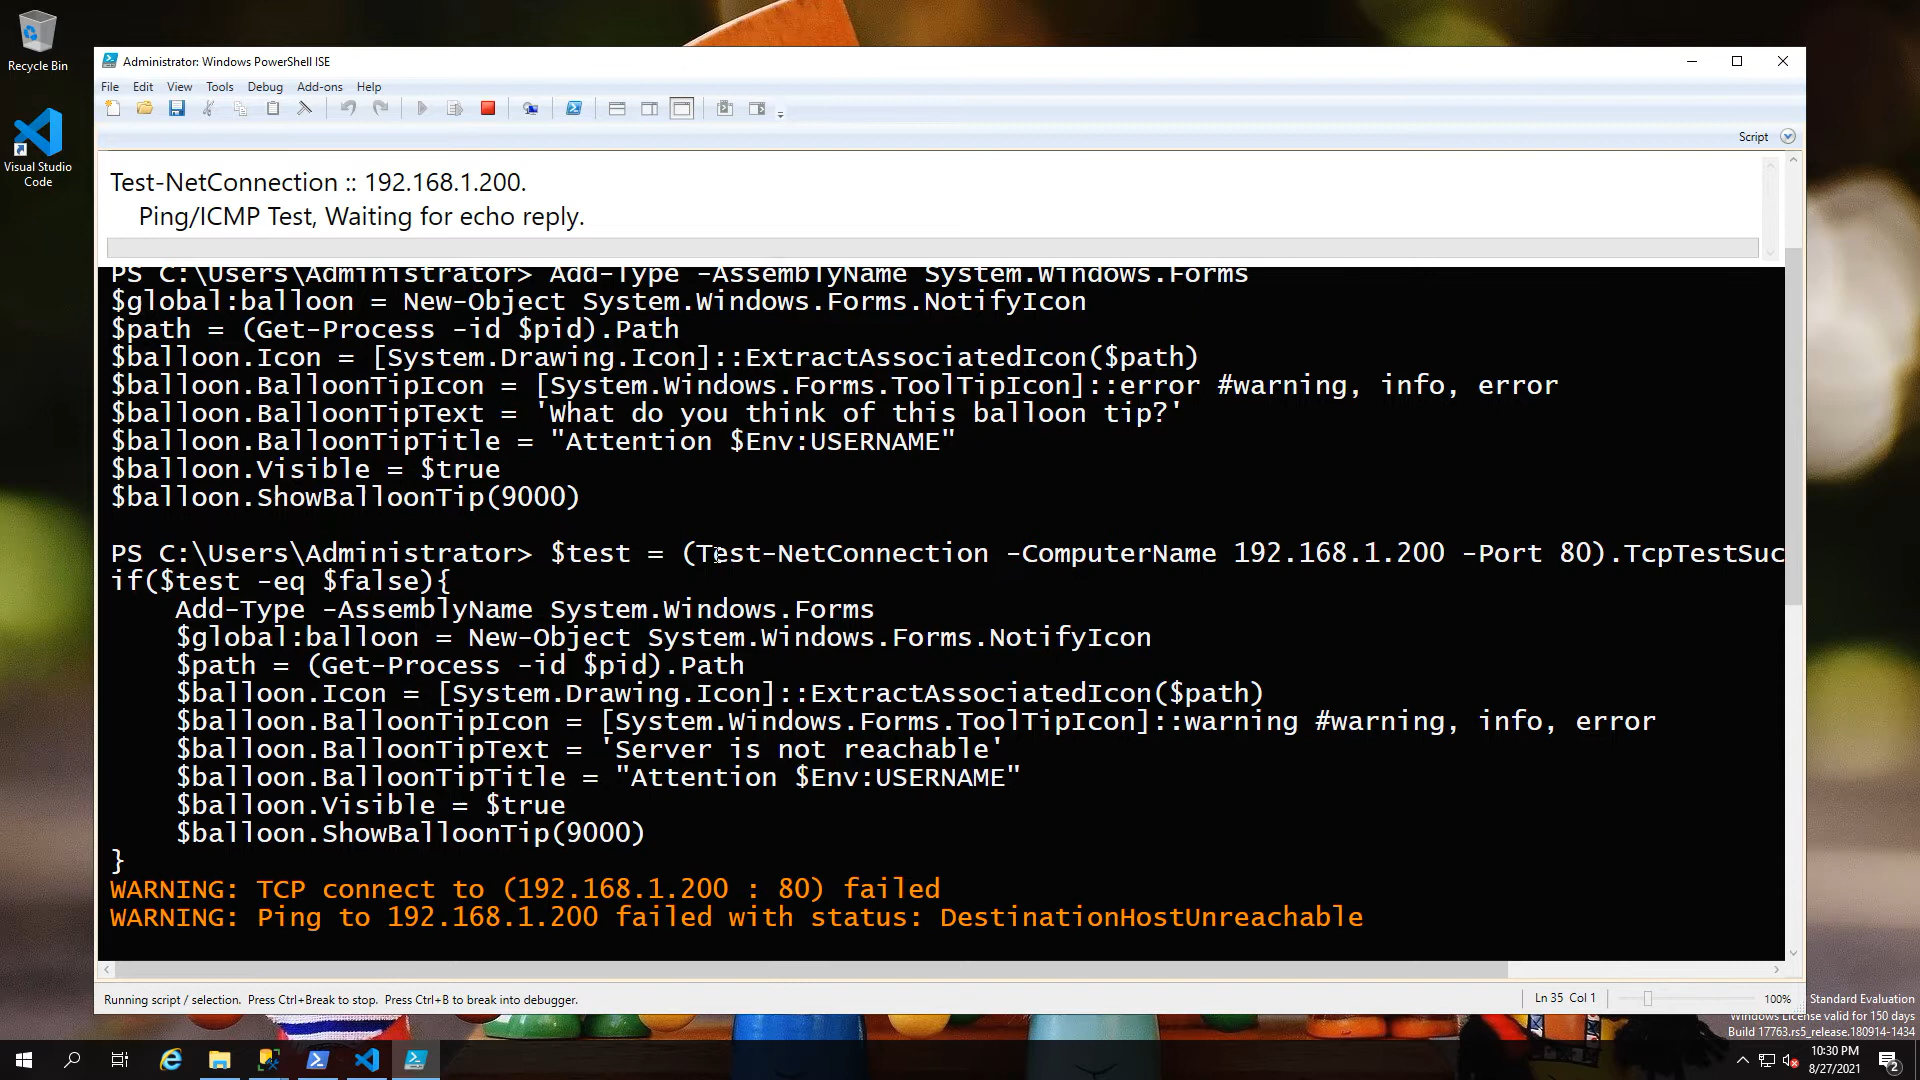 Recycle Bin
Visual Studio
Code
Administrator: Windows PowerShell ISE
File Edit View Tools Debug Add-ons Help
Script
Test-NetConnection :: 192.168.1.200.
Ping/ICMP Test, Waiting for echo reply.
PS C:\Users\Administrator> Add-Type -AssemblyName System.Windows.Forms
$global:balloon = New-Object System.Windows.Forms.NotifyIcon
$path = (Get-Process -id $pid).Path
$balloon.Icon = [System.Drawing.Icon]::ExtractAssociatedIcon($path)
$balloon.BalloonTipIcon = [System.Windows.Forms.ToolTipIcon]::error #warning, info, error
$balloon.BalloonTipText = 'What do you think of this balloon tip?'
$balloon.BalloonTipTitle = "Attention $Env:USERNAME"
$balloon.Visible = $true
$balloon.ShowBalloonTip(9000)
PS C:\Users\Administrator> $test = (Test-NetConnection -ComputerName 192.168.1.200 -Port 80).TcpTestSuc
if($test -eq $false){
    Add-Type -AssemblyName System.Windows.Forms
    $global:balloon = New-Object System.Windows.Forms.NotifyIcon
    $path = (Get-Process -id $pid).Path
    $balloon.Icon = [System.Drawing.Icon]::ExtractAssociatedIcon($path)
    $balloon.BalloonTipIcon = [System.Windows.Forms.ToolTipIcon]::warning #warning, info, error
    $balloon.BalloonTipText = 'Server is not reachable'
    $balloon.BalloonTipTitle = "Attention $Env:USERNAME"
    $balloon.Visible = $true
    $balloon.ShowBalloonTip(9000)
}
WARNING: TCP connect to (192.168.1.200 : 80) failed
WARNING: Ping to 192.168.1.200 failed with status: DestinationHostUnreachable
Running script / selection. Press Ctrl+Break to stop. Press Ctrl+B to break into debugger.
Ln 35 Col 1
100%
Standard Evaluation
Windows License valid for 150 days
Build 17763.rs5_release.180914-1434
10:30 PM
8/27/2021
2